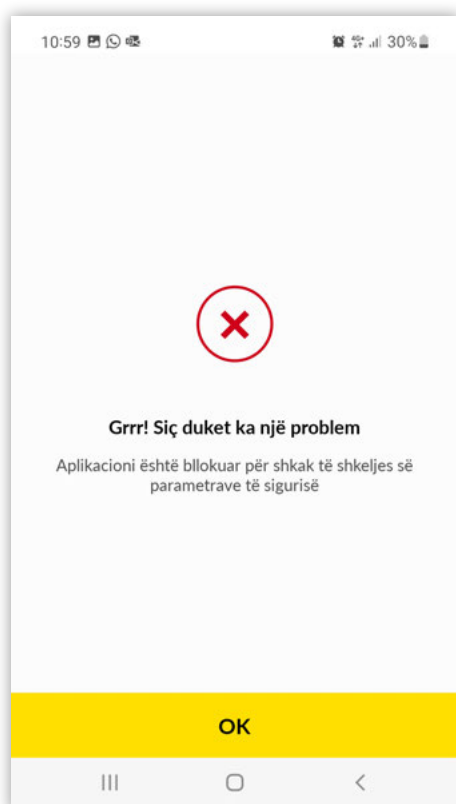 10:59 30%
Grrr! Siç duket ka një problem
Aplikacioni është bllokuar për shkak të shkeljes së
parametrave të sigurisë
OK